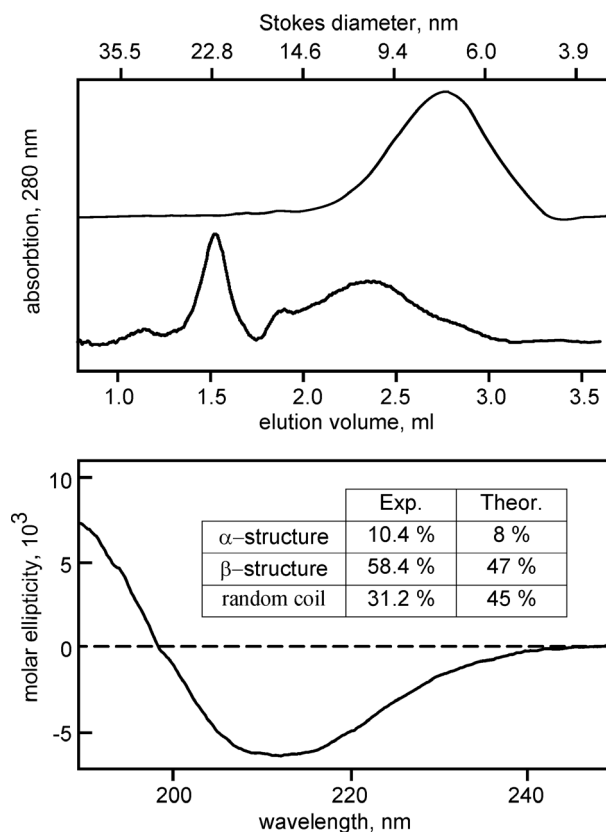 Stokes diameter, nm
35.5 22.8 14.6 9.4 6.0 3.9
absorbtion, 280 nm
1.0 1.5 2.0 2.5 3.0 3.5
elution volume, ml
10
5
0
-5
molar ellipticity, 10³
Exp. Theor.
α–structure 10.4 % 8 %
β–structure 58.4 % 47 %
random coil 31.2 % 45 %
200 220 240
wavelength, nm